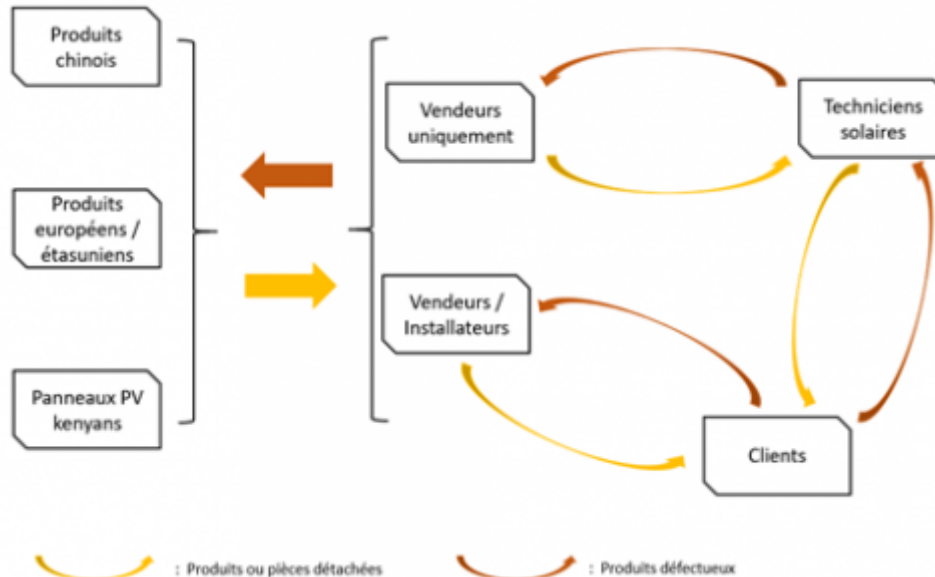 Produits
chinois
Produits
européens /
étasuniens
Panneaux PV
kenyans
Vendeurs
uniquement
Vendeurs /
Installateurs
Techniciens
solaires
Clients
: Produits ou pièces détachées
: Produits défectueux